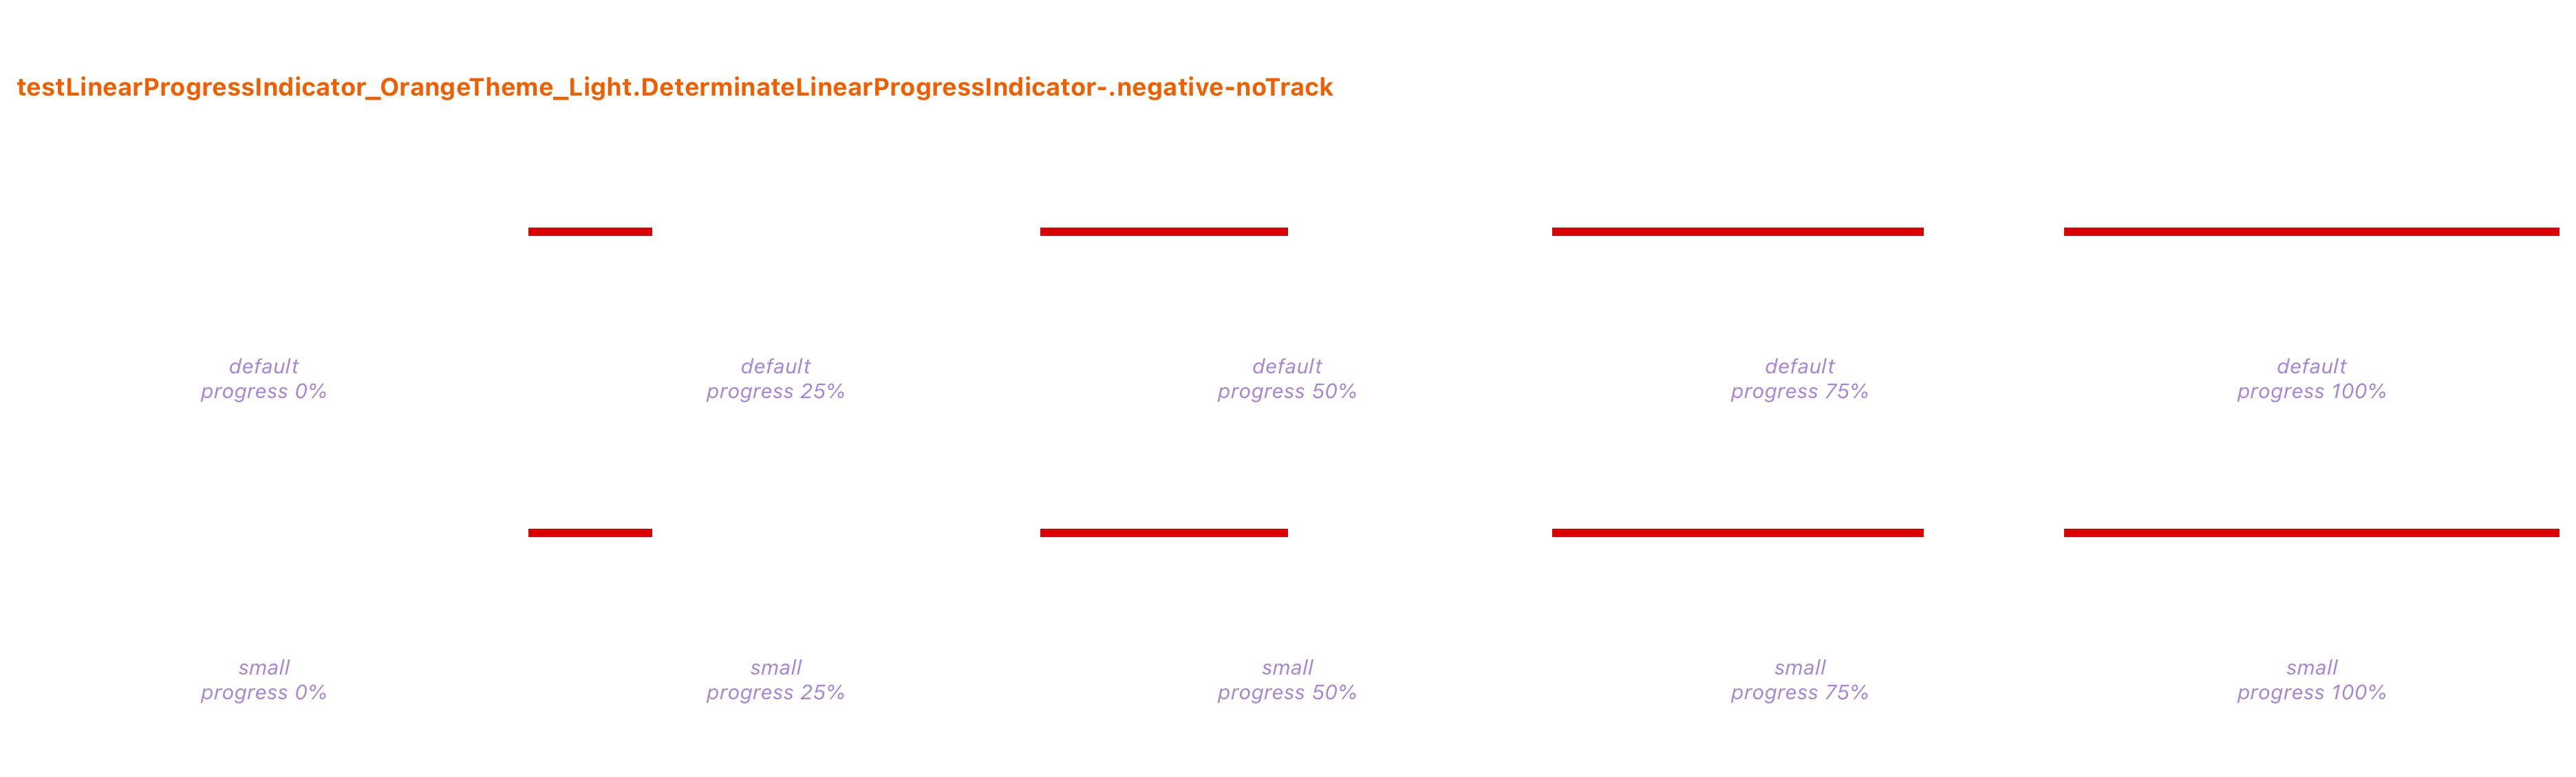 testLinearProgressIndicator_OrangeTheme_Light.DeterminateLinearProgressIndicator-.negative-noTrack
default
progress 0%
default
progress 25%
default
progress 50%
default
progress 75%
default
progress 100%
small
progress 0%
small
progress 25%
small
progress 50%
small
progress 75%
small
progress 100%